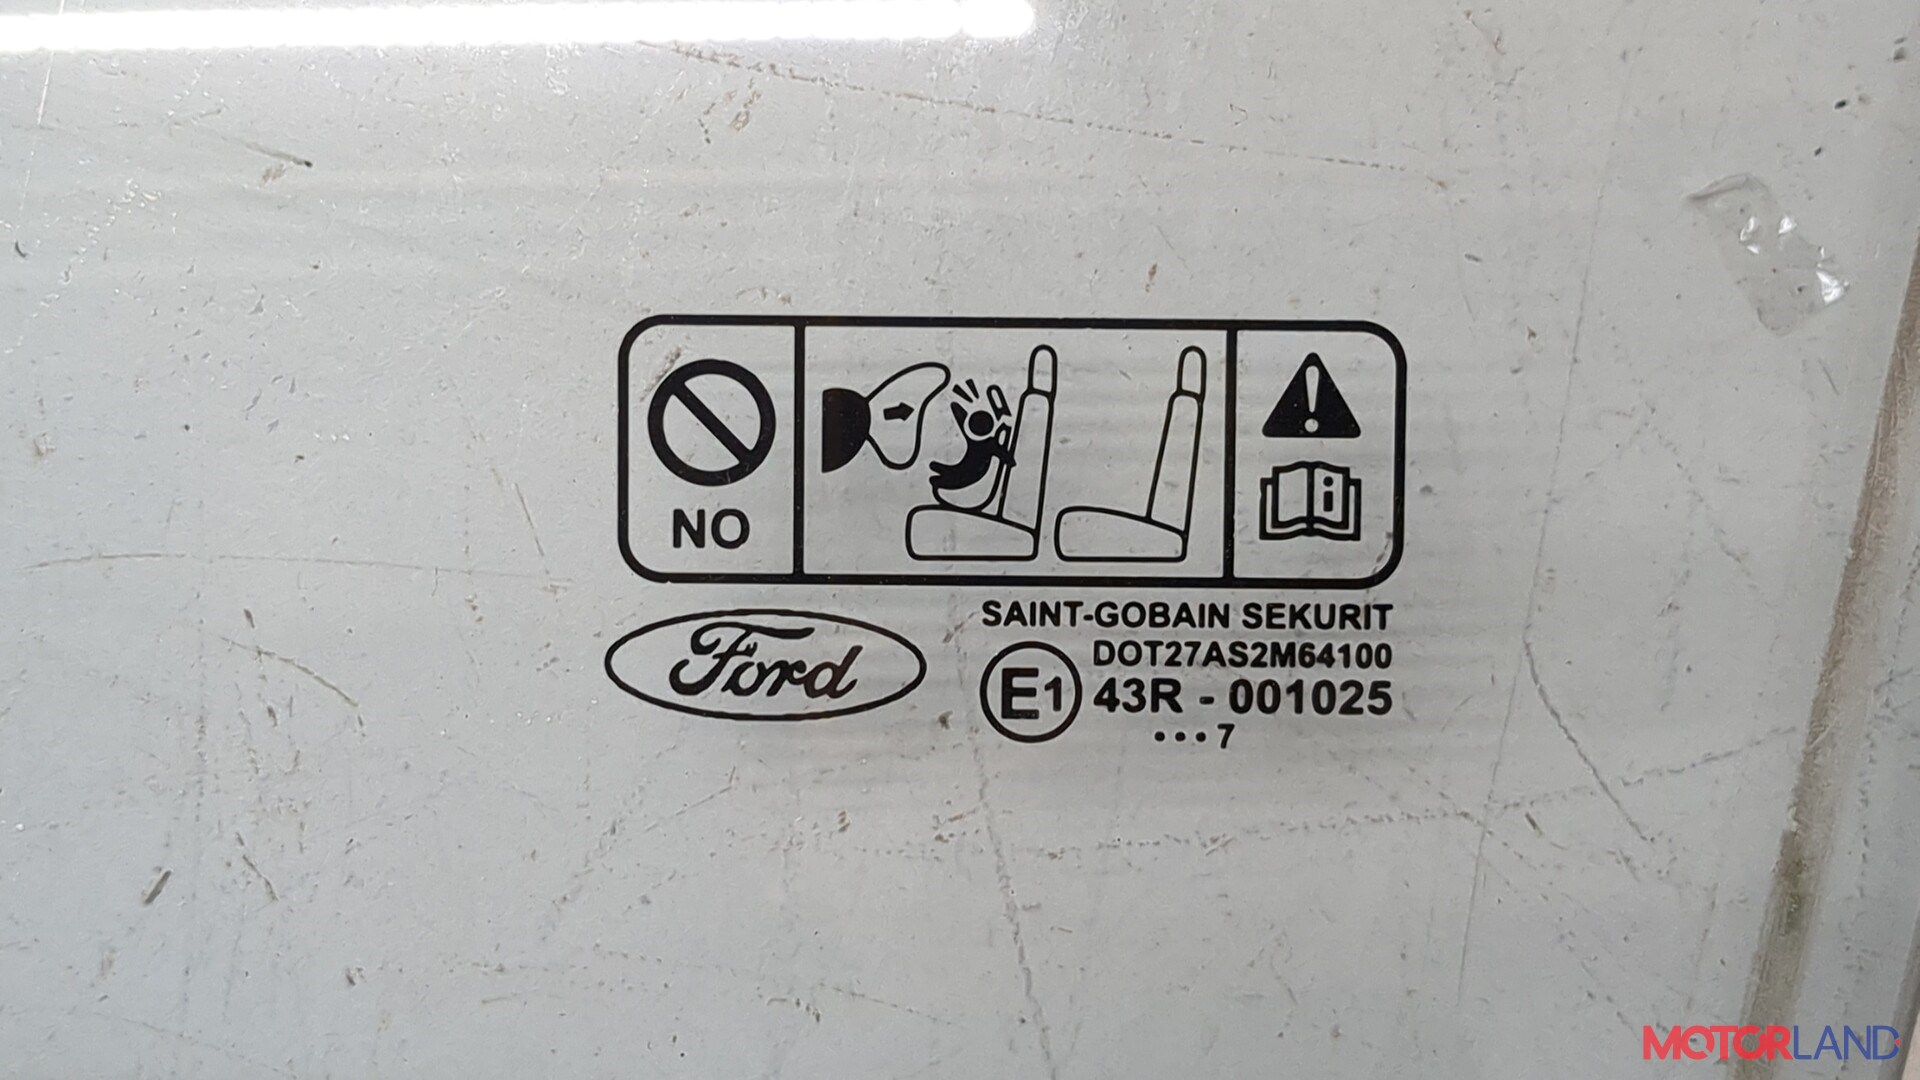 NO
SAINT-GOBAIN SEKURIT
Ford
DOT27AS2M64100
E1 43R - 001025
•••7
MOTORLAND